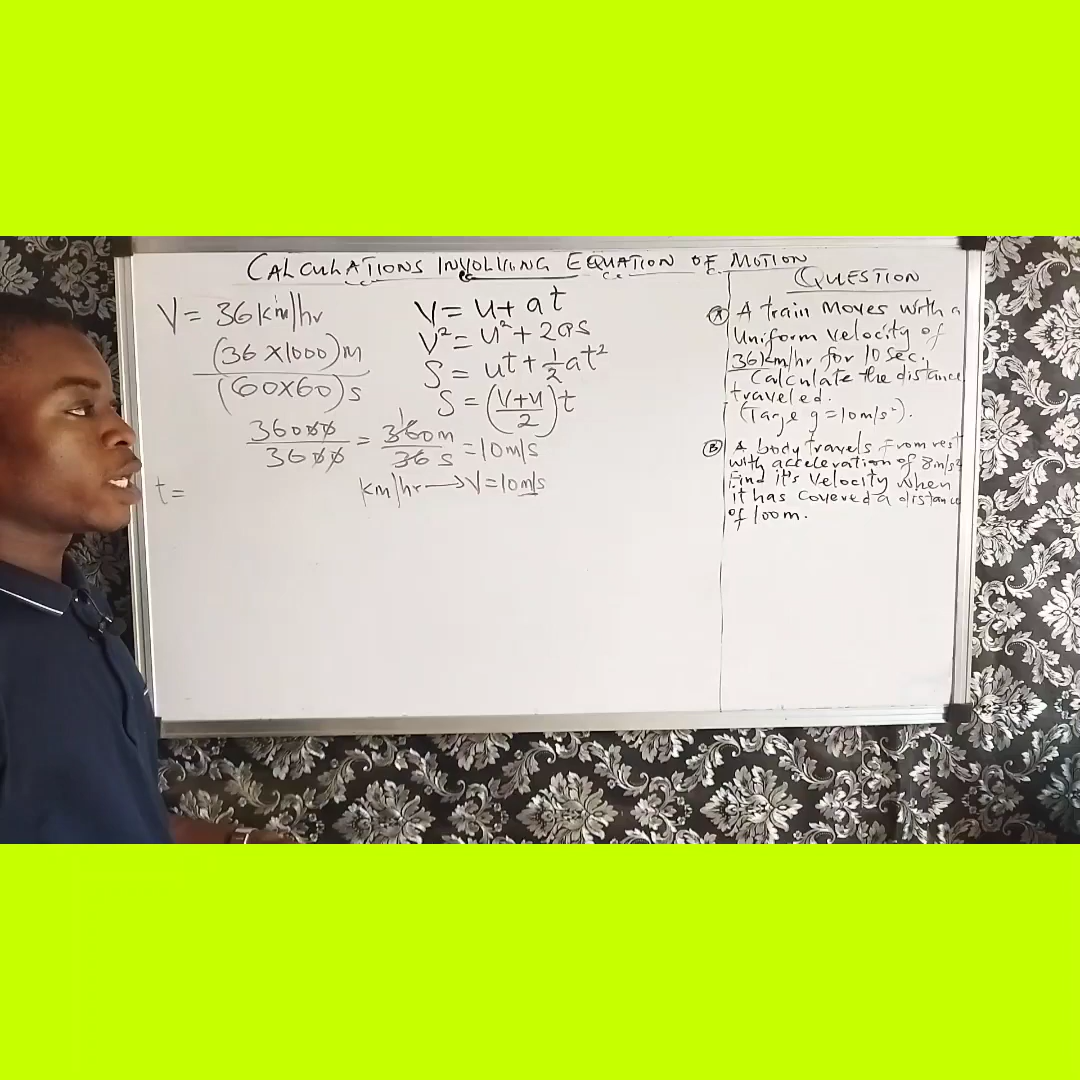 CALCULATIONS INVOLVING EQUATION OF MOTION
V = 36km/hr
(36 X1000)m
(60X60)s
36000 = 360m = 10m/s
3600 36 s
km/hr → V = 10m/s
t =
V = u + at
V² = u² + 2as
S = ut + ½at²
S = (V+u/2)t
QUESTION
A A train moves with a
Uniform velocity of
36km/hr for 10 sec.,
Calculate the distance
traveled.
(Take g = 10m/s²).
B A body travels from rest
with acceleration of 8m/s²
Find it's velocity when
it has covered a distance
of 100m.